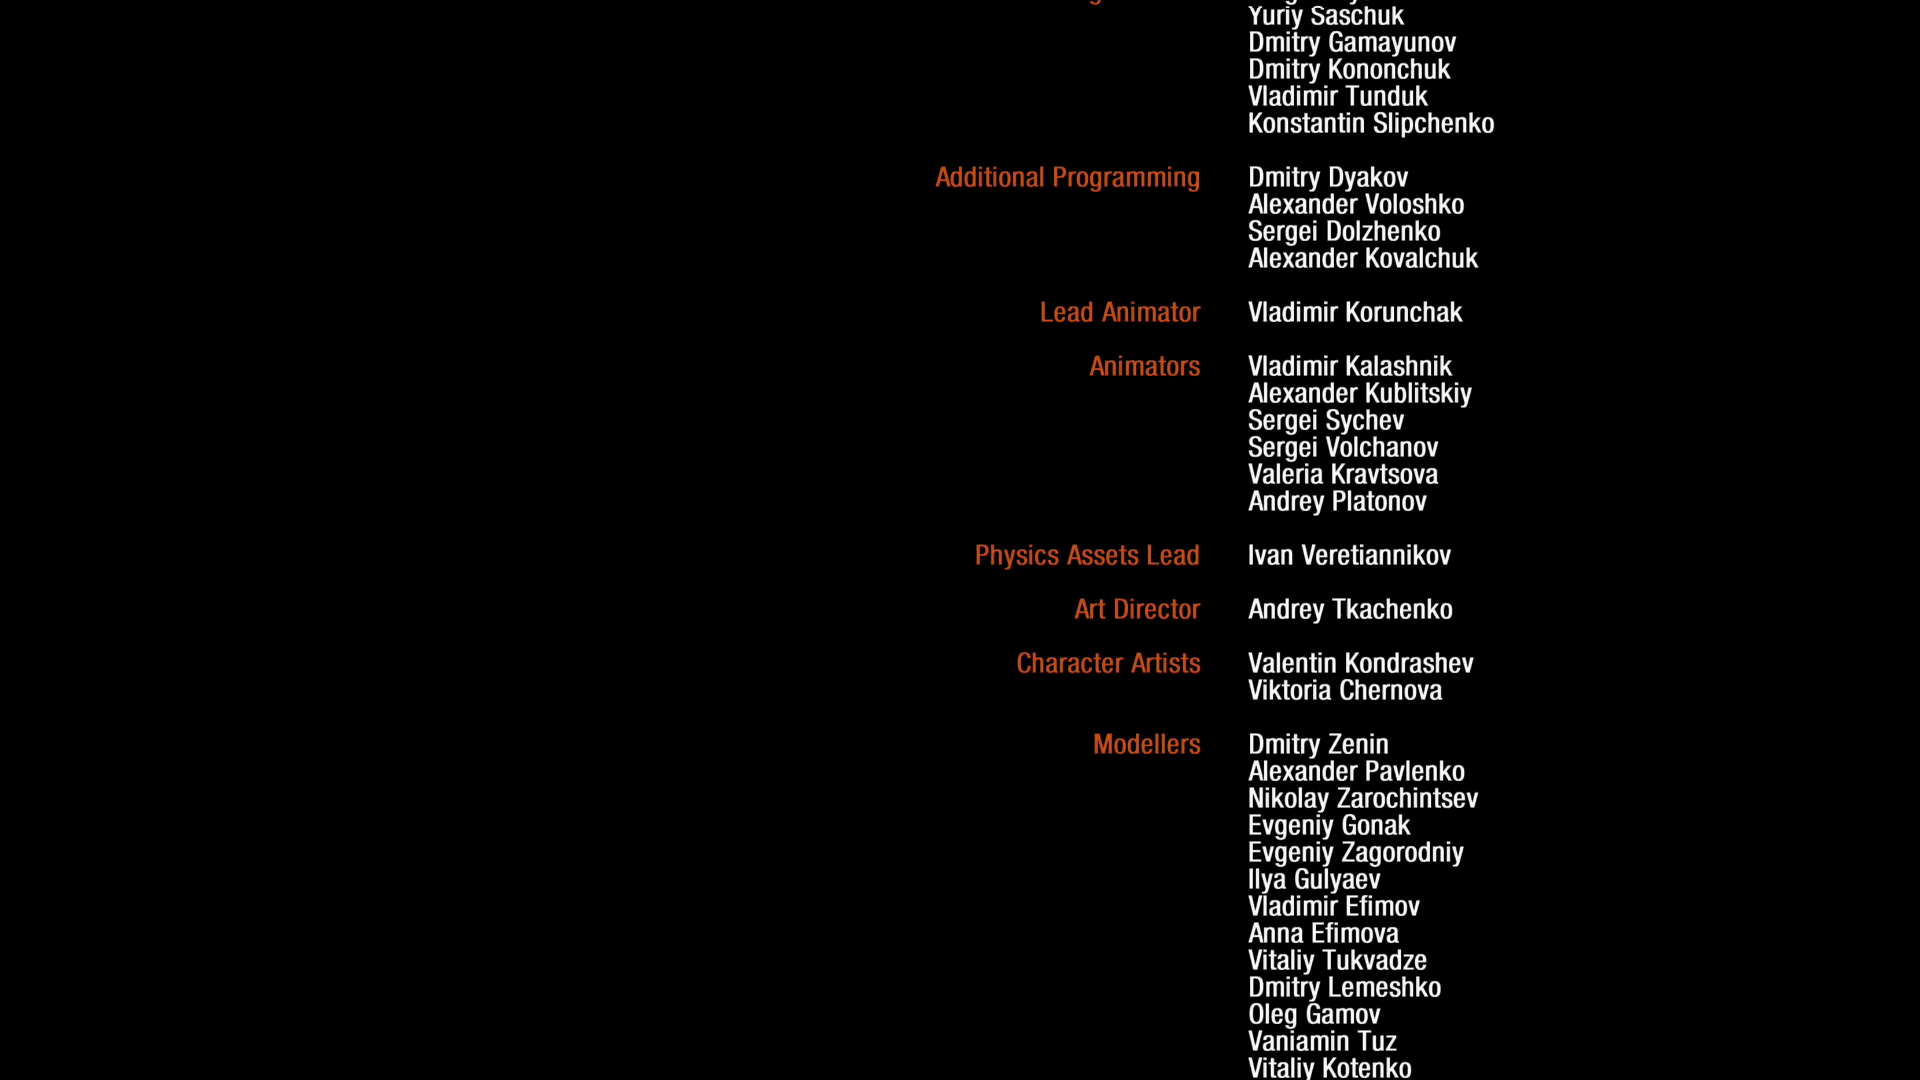 Yuriy Saschuk
Dmitry Gamayunov
Dmitry Kononchuk
Vladimir Tunduk
Konstantin Slipchenko
Additional Programming Dmitry Dyakov
Alexander Voloshko
Sergei Dolzhenko
Alexander Kovalchuk
Lead Animator Vladimir Korunchak
Animators Vladimir Kalashnik
Alexander Kublitskiy
Sergei Sychev
Sergei Volchanov
Valeria Kravtsova
Andrey Platonov
Physics Assets Lead Ivan Veretiannikov
Art Director Andrey Tkachenko
Character Artists Valentin Kondrashev
Viktoria Chernova
Modellers Dmitry Zenin
Alexander Pavlenko
Nikolay Zarochintsev
Evgeniy Gonak
Evgeniy Zagorodniy
Ilya Gulyaev
Vladimir Efimov
Anna Efimova
Vitaliy Tukvadze
Dmitry Lemeshko
Oleg Gamov
Vaniamin Tuz
Vitaliy Kotenko